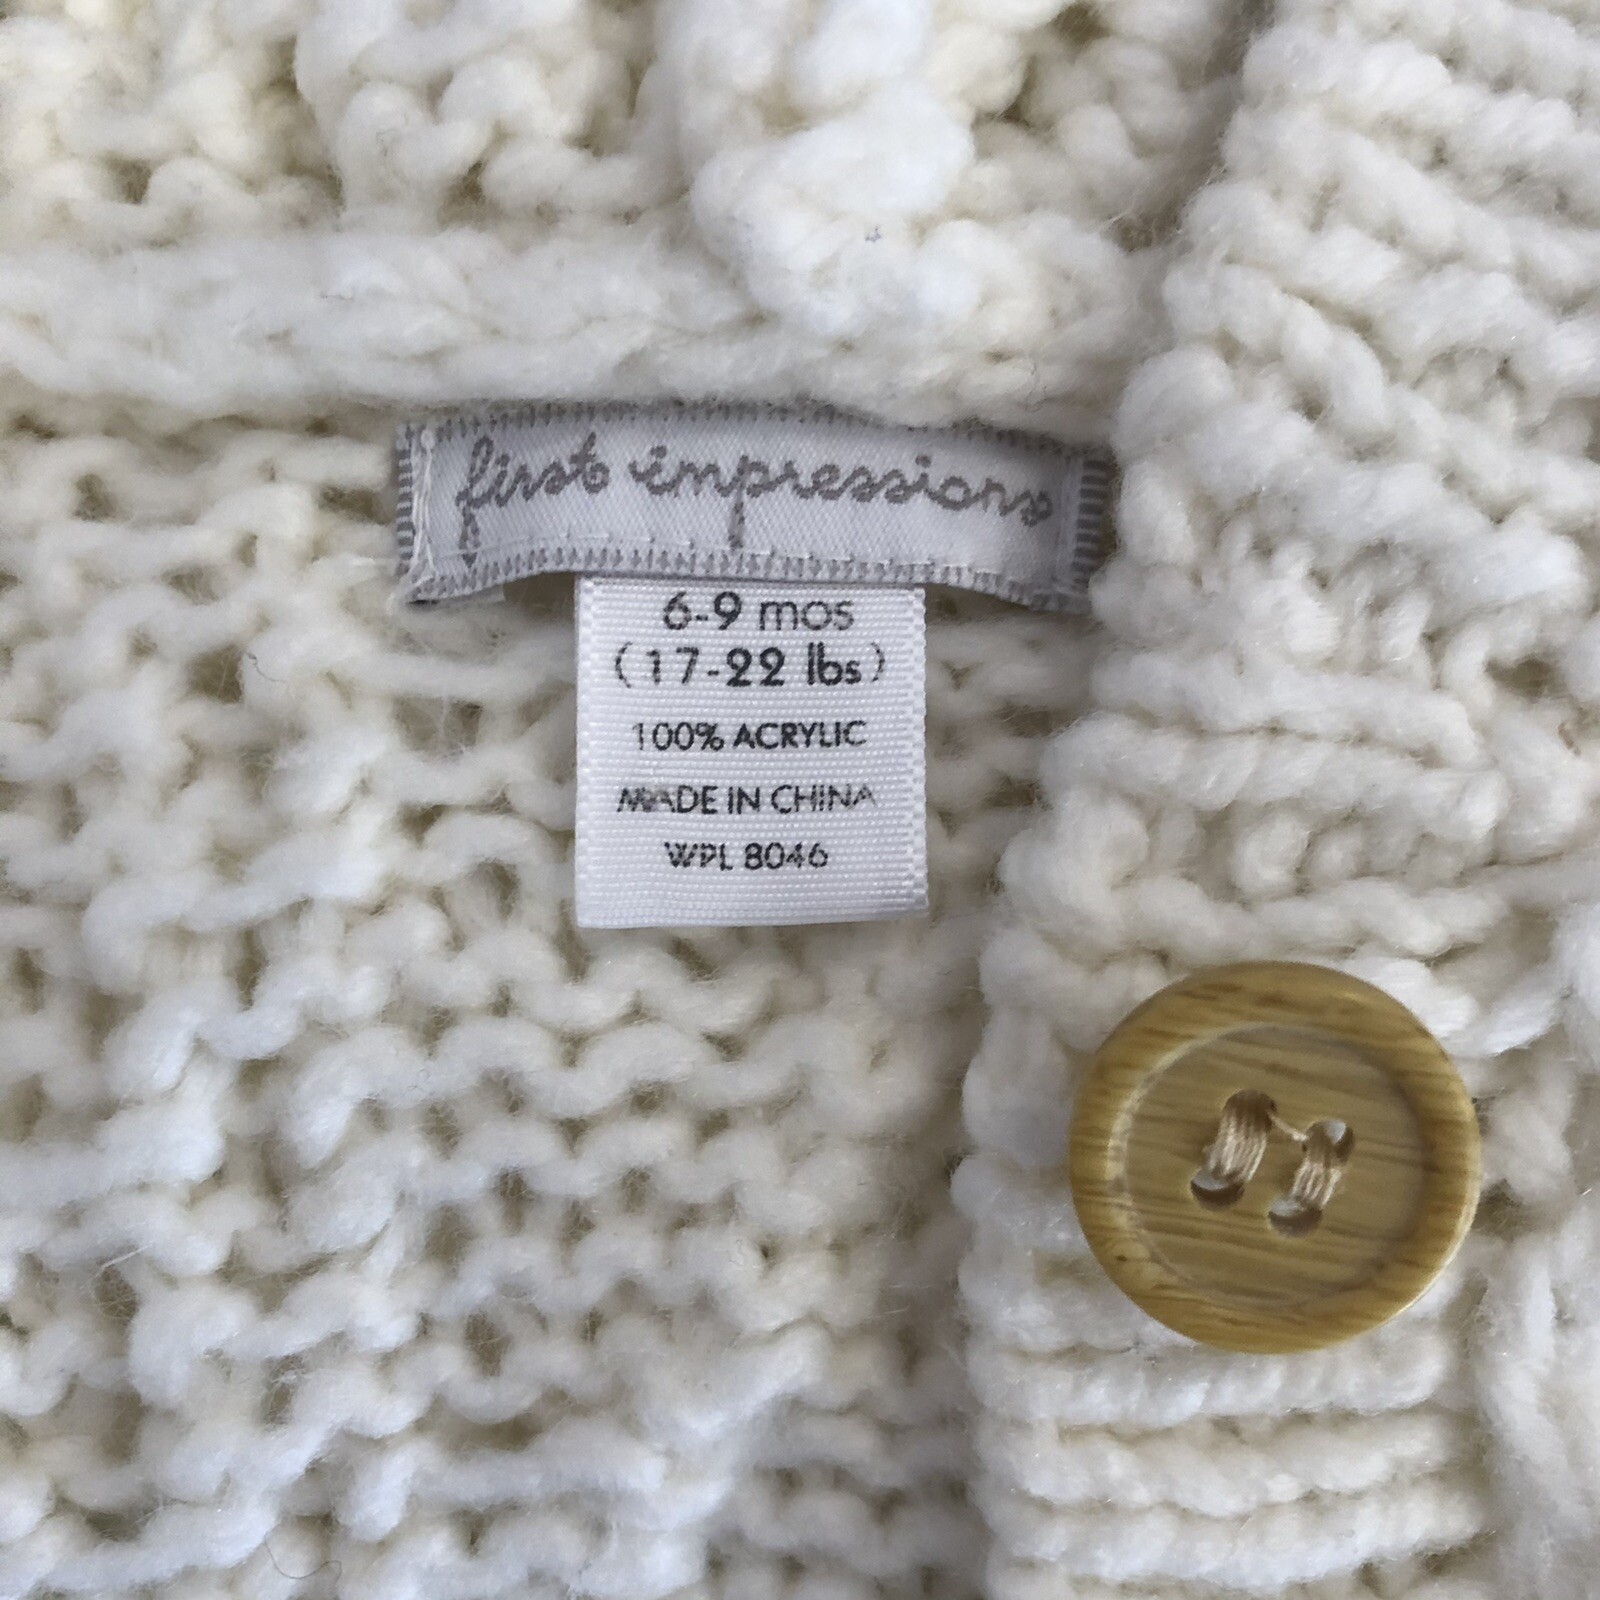 first impressions
6-9 mos
(17-22 lbs)
100% ACRYLIC
MADE IN CHINA
WPL 8046